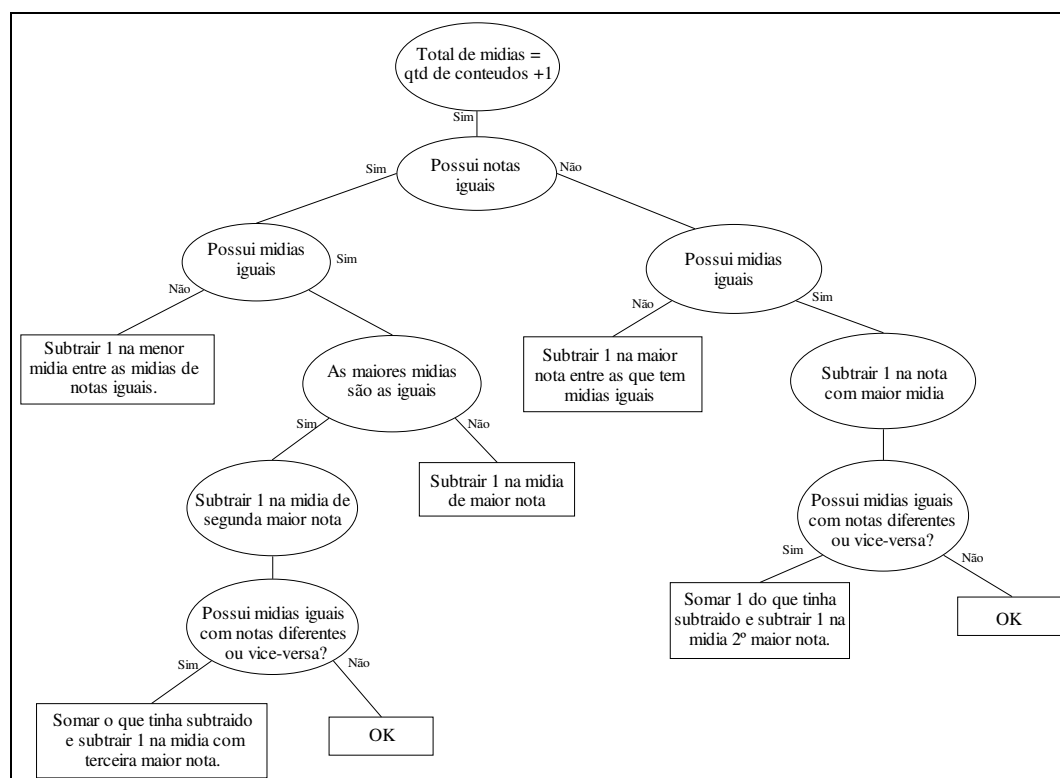 Total de midias =
qtd de conteudos +1
Sim
Possui notas
iguais
Sim
Não
Possui midias
iguais
Sim
Não
Possui midias
iguais
Não
Sim
Subtrair 1 na menor
midia entre as midias de
notas iguais.
As maiores midias
são as iguais
Sim
Não
Subtrair 1 na maior
nota entre as que tem
midias iguais
Subtrair 1 na nota
com maior midia
Subtrair 1 na midia de
segunda maior nota
Subtrair 1 na midia
de maior nota
Possui midias iguais
com notas diferentes
ou vice-versa?
Sim
Não
Possui midias iguais
com notas diferentes
ou vice-versa?
Sim
Não
Somar 1 do que tinha
subtraido e subtrair 1 na
midia 2º maior nota.
OK
Somar o que tinha subtraido
e subtrair 1 na midia com
terceira maior nota.
OK